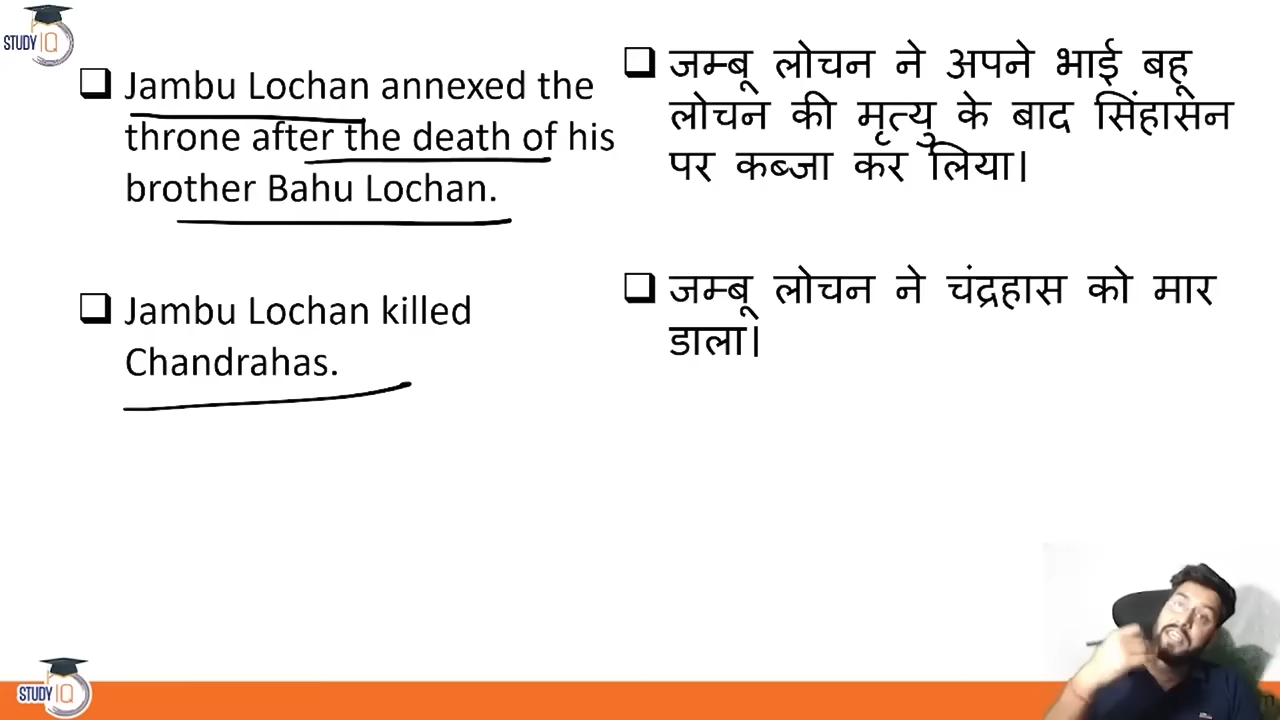 STUDY IQ
Jambu Lochan annexed the
throne after the death of his
brother Bahu Lochan.
Jambu Lochan killed
Chandrahas.
जम्बू लोचन ने अपने भाई बहू
लोचन की मृत्यु के बाद सिंहासन
पर कब्जा कर लिया।
जम्बू लोचन ने चंद्रहास को मार
डाला।
STUDY IQ